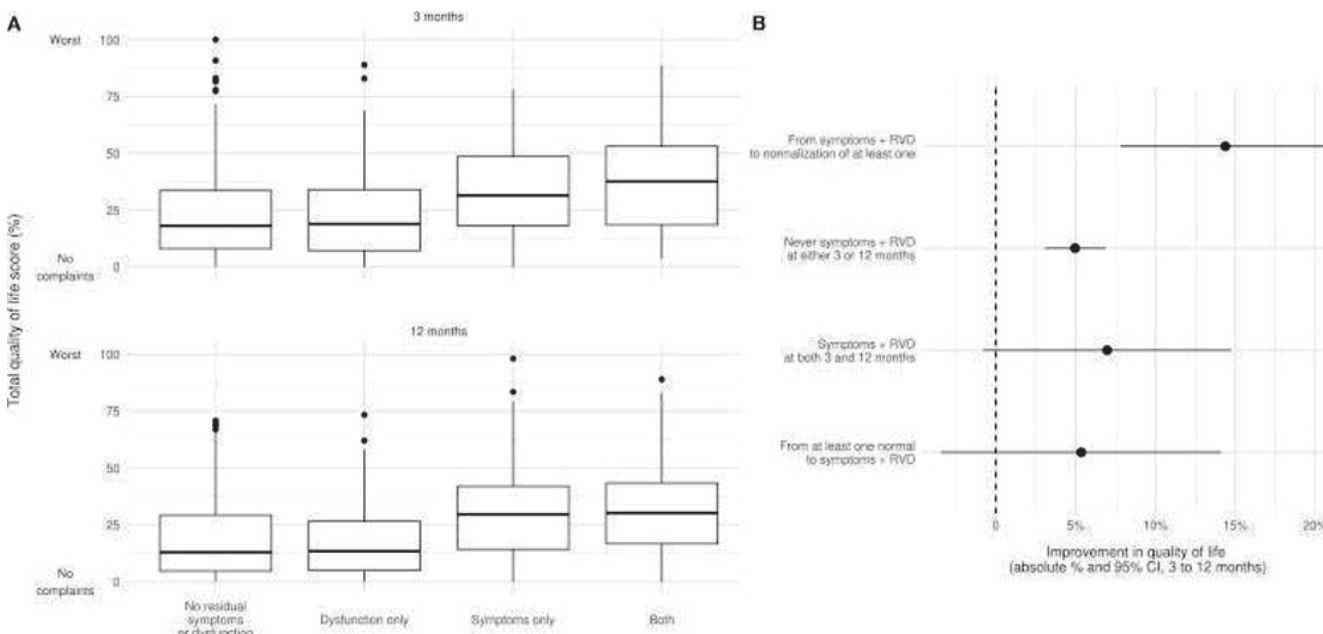 A
3 months
Worst
100
75
50
25
No
complaints
0
Total quality of life score (%)
12 months
Worst
100
75
50
25
No
complaints
0
No residual
symptoms
or dysfunction
Dysfunction only
Symptoms only
Both
B
From symptoms + RVD
to normalization of at least one
Never symptoms + RVD
at either 3 or 12 months
Symptoms + RVD
at both 3 and 12 months
From at least one normal
to symptoms + RVD
0
5%
10%
15%
20%
Improvement in quality of life
(absolute % and 95% CI, 3 to 12 months)